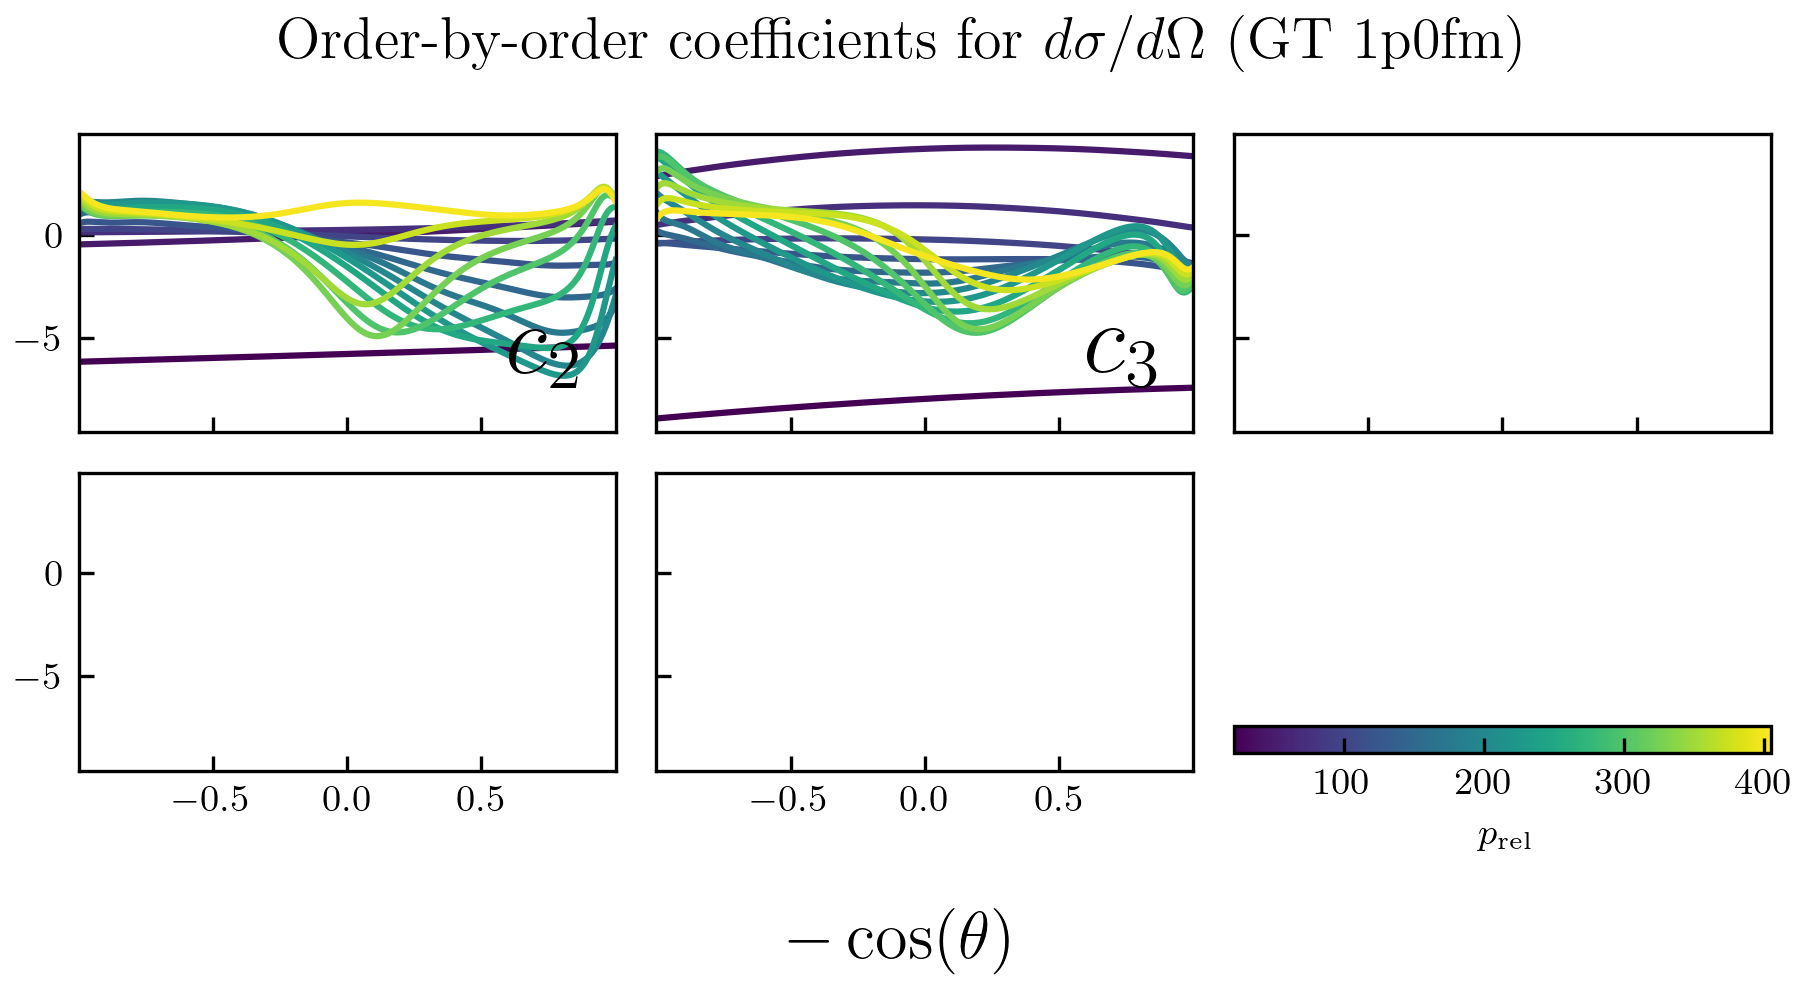 Order-by-order coefficients for dσ/dΩ (GT 1p0fm)
0
−5
c₂
c₃
0
−5
−0.5 0.0 0.5
−0.5 0.0 0.5
100 200 300 400
p_rel
−cos(θ)